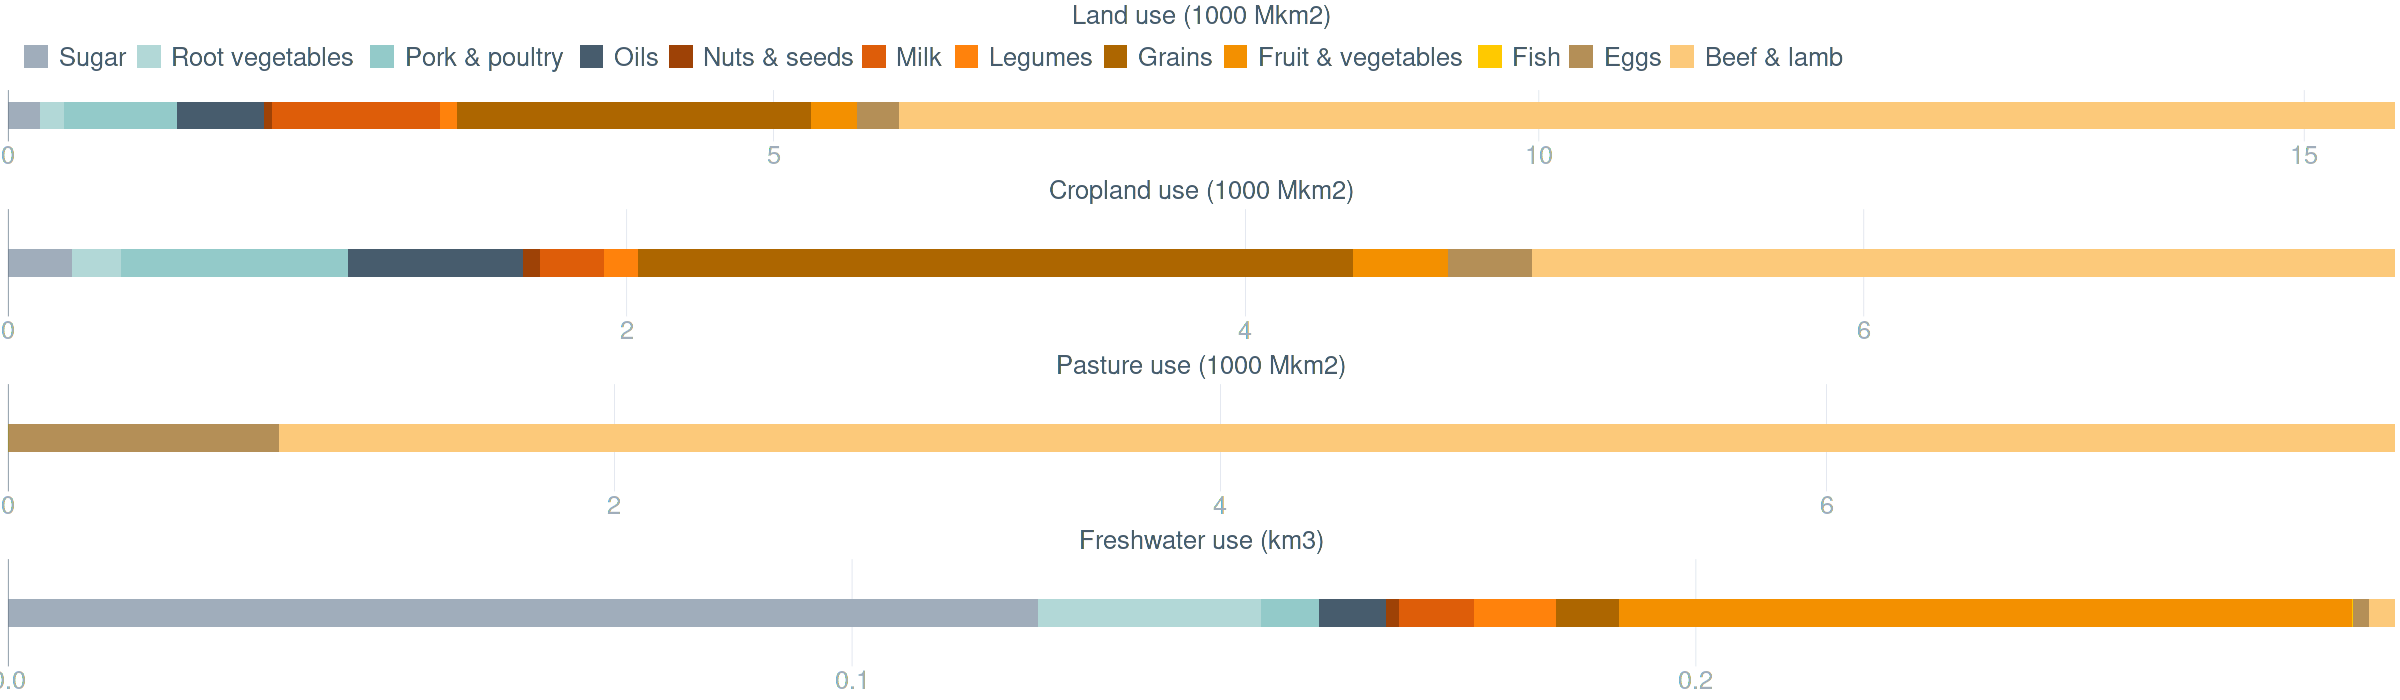 Land use (1000 Mkm2)
Sugar Root vegetables Pork & poultry Oils Nuts & seeds Milk Legumes Grains Fruit & vegetables Fish Eggs Beef & lamb
0 5 10 15
Cropland use (1000 Mkm2)
0 2 4 6
Pasture use (1000 Mkm2)
0 2 4 6
Freshwater use (km3)
0.0 0.1 0.2